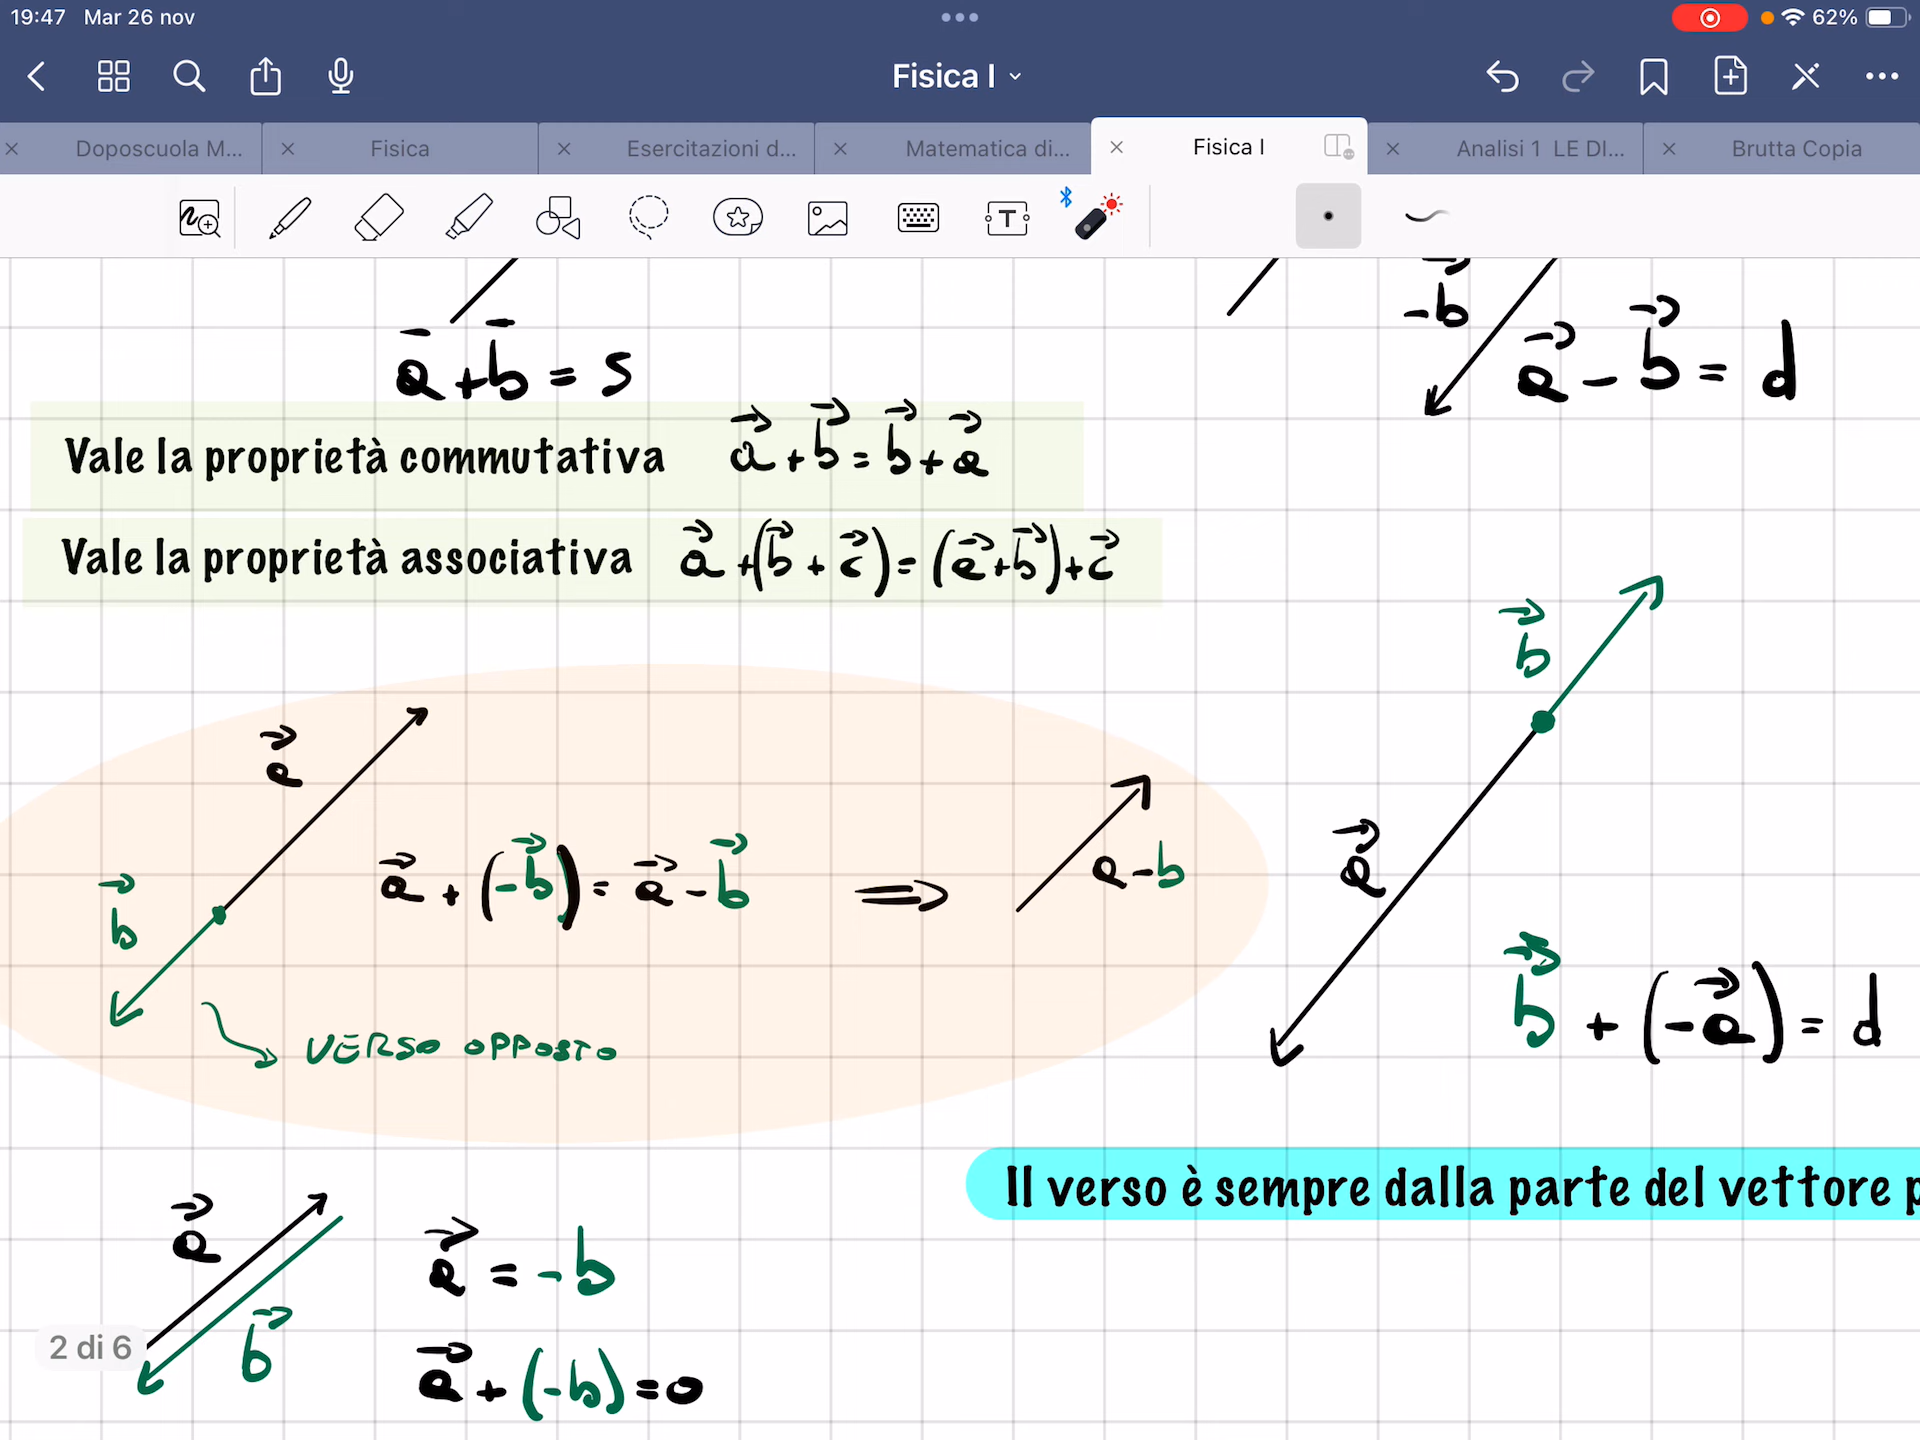 19:47 Mar 26 nov
62%
Fisica I
Doposcuola M...
Fisica
Esercitazioni d...
Matematica di...
Fisica I
Analisi 1 LE DI...
Brutta Copia
T
a + b = s
-b
a - b = d
Vale la proprietà commutativa a + b = b + a
Vale la proprietà associativa a + (b + c) = (a + b) + c
b
a
a + (-b) = a - b ⇒ a - b
b
a
b + (-a) = d
VERSO OPPOSTO
Il verso è sempre dalla parte del vettore p
a
a = -b
b
2 di 6
a + (-b) = 0